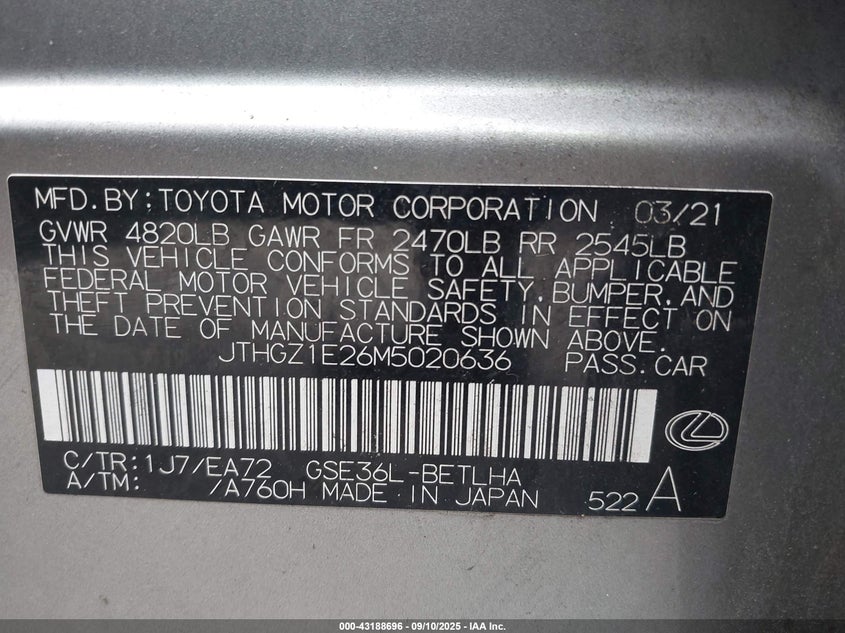 MFD.BY:TOYOTA MOTOR CORPORATION 03/21
GVWR 4820LB GAWR FR 2470LB RR 2545LB
THIS VEHICLE CONFORMS TO ALL APPLICABLE
FEDERAL MOTOR VEHICLE SAFETY,BUMPER,AND
THEFT PREVENTION STANDARDS IN EFFECT ON
THE DATE OF MANUFACTURE SHOWN ABOVE.
JTHGZ1E26M5020636 PASS.CAR
C/TR:1J7/EA72 GSE36L-BETLHA
A/TM: /A760H MADE IN JAPAN 522 A
000-43188696 - 09/10/2025 - IAA Inc.